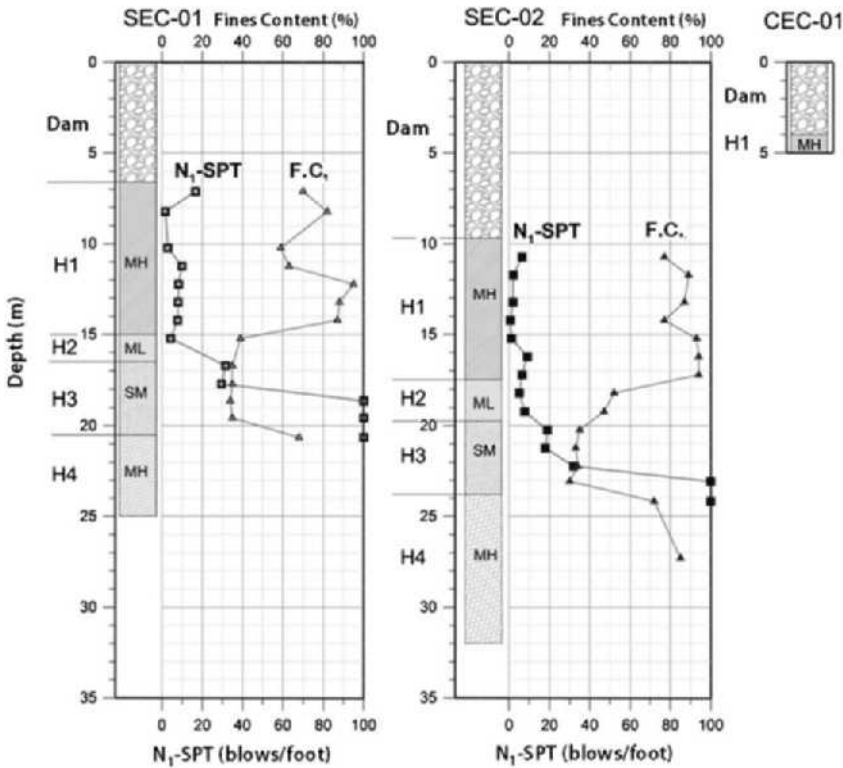 SEC-01 Fines Content (%)
0 20 40 60 80 100
Dam
N₁-SPT F.C.
H1 MH
H2 ML
H3 SM
H4 MH
Depth (m)
0
5
10
15
20
25
30
35
0 20 40 60 80 100
N₁-SPT (blows/foot)
SEC-02 Fines Content (%)
0 20 40 60 80 100
Dam
N₁-SPT F.C.
H1 MH
H2 ML
H3 SM
H4 MH
0
5
10
15
20
25
30
35
0 20 40 60 80 100
N₁-SPT (blows/foot)
CEC-01
0
Dam
H1 MH
5